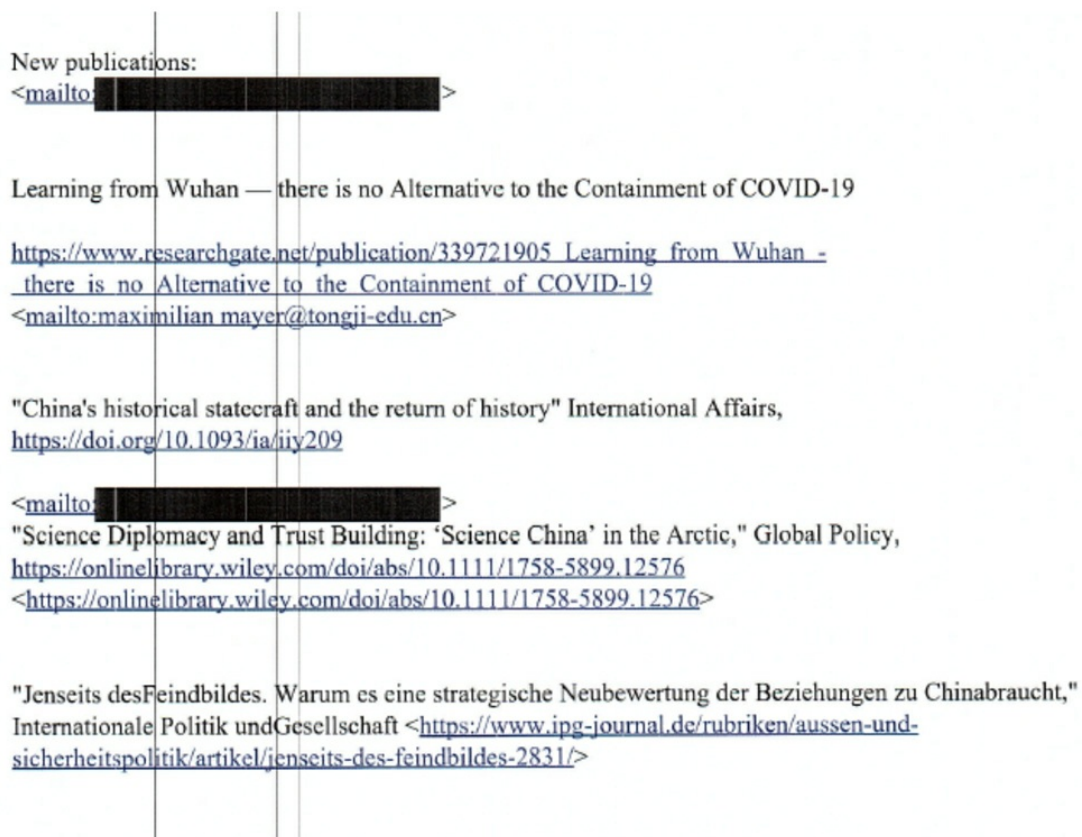 New publications:
<mailto:
>
Learning from Wuhan — there is no Alternative to the Containment of COVID-19
https://www.researchgate.net/publication/339721905_Learning_from_Wuhan_-
_there_is_no_Alternative_to_the_Containment_of_COVID-19
<mailto:maximilian_mayer@tongji-edu.cn>
"China's historical statecraft and the return of history" International Affairs,
https://doi.org/10.1093/ia/iiy209
<mailto:
>
"Science Diplomacy and Trust Building: ‘Science China’ in the Arctic," Global Policy,
https://onlinelibrary.wiley.com/doi/abs/10.1111/1758-5899.12576
<https://onlinelibrary.wiley.com/doi/abs/10.1111/1758-5899.12576>
"Jenseits desFeindbildes. Warum es eine strategische Neubewertung der Beziehungen zu Chinabraucht,"
Internationale Politik undGesellschaft <https://www.ipg-journal.de/rubriken/aussen-und-
sicherheitspolitik/artikel/jenseits-des-feindbildes-2831/>